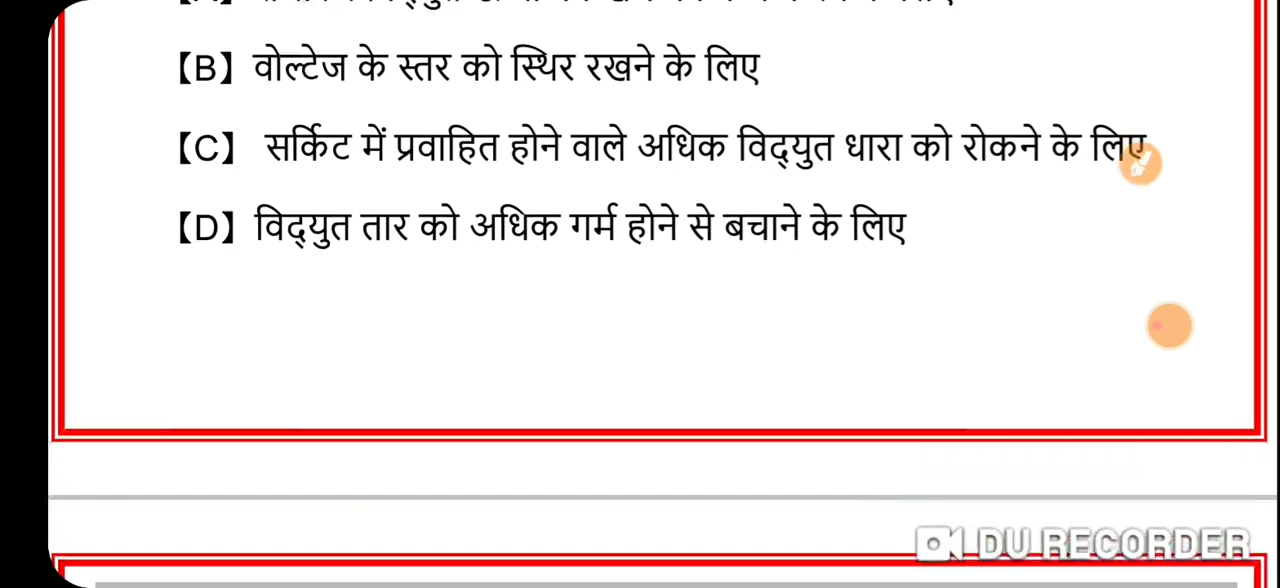 【B】 वोल्टेज के स्तर को स्थिर रखने के लिए
【C】 सर्किट में प्रवाहित होने वाले अधिक विद्युत धारा को रोकने के लिए
【D】 विद्युत तार को अधिक गर्म होने से बचाने के लिए
DU RECORDER